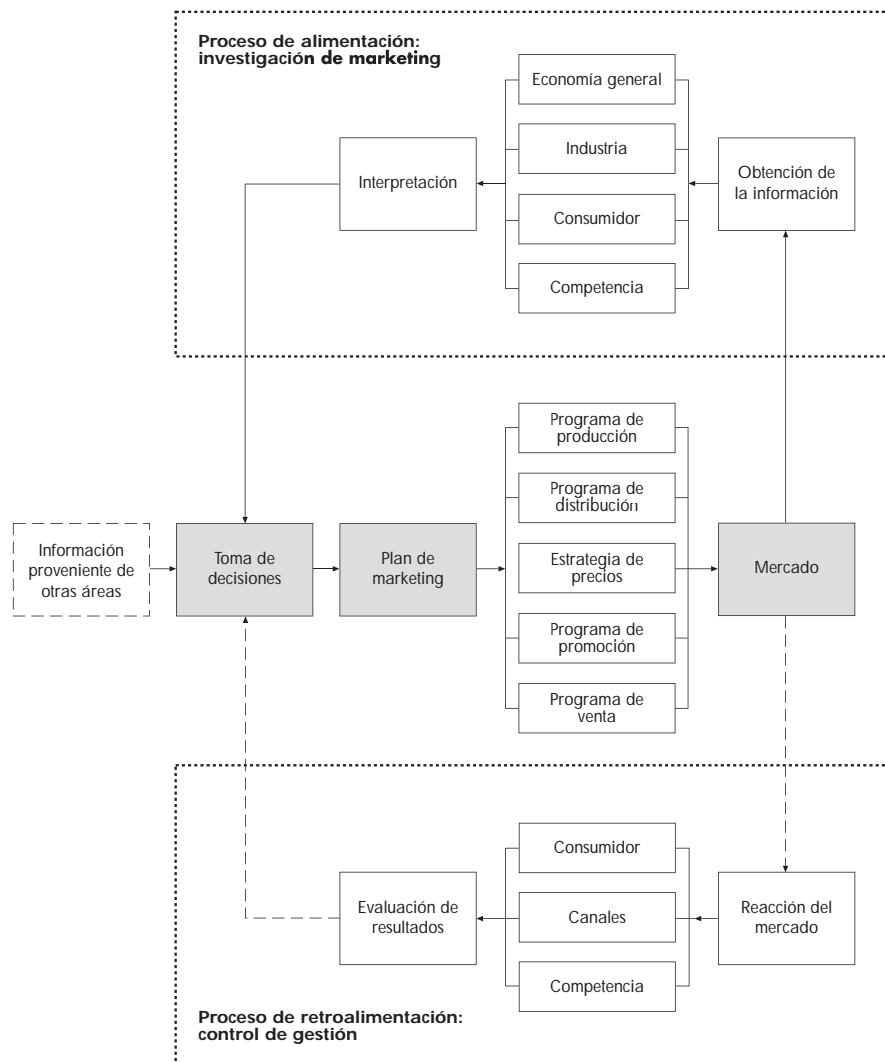 Proceso de alimentación:
investigación de marketing
Economía general
Industria
Consumidor
Competencia
Interpretación
Obtención de
la información
Programa de
producción
Programa de
distribución
Estrategia de
precios
Programa de
promoción
Programa de
venta
Información
proveniente de
otras áreas
Toma de
decisiones
Plan de
marketing
Mercado
Consumidor
Canales
Competencia
Evaluación de
resultados
Reacción del
mercado
Proceso de retroalimentación:
control de gestión